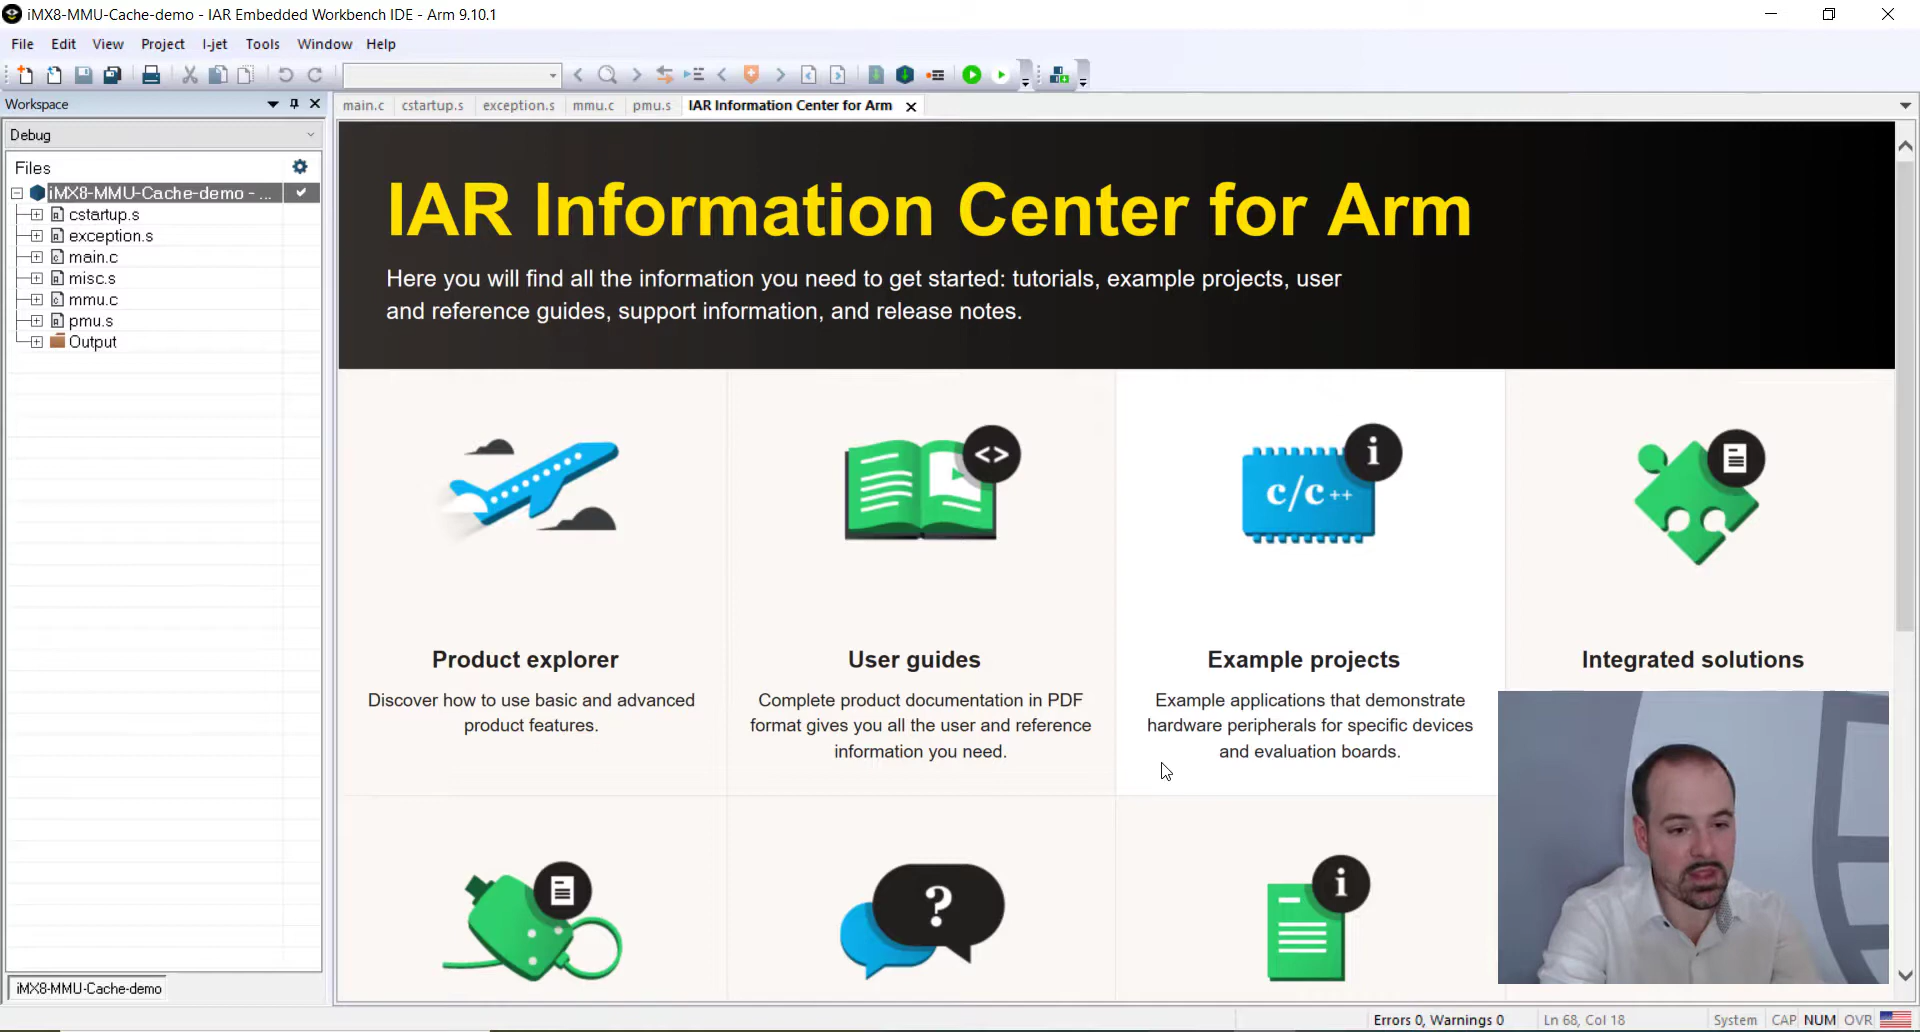 iMX8-MMU-Cache-demo - IAR Embedded Workbench IDE - Arm 9.10.1
File Edit View Project I-jet Tools Window Help
Workspace
main.c cstartup.s exception.s mmu.c pmu.s IAR Information Center for Arm
Debug
Files
iMX8-MMU-Cache-demo - ...
cstartup.s
exception.s
main.c
misc.s
mmu.c
pmu.s
Output
IAR Information Center for Arm
Here you will find all the information you need to get started: tutorials, example projects, user
and reference guides, support information, and release notes.
<>
i
c/c++
Product explorer
Discover how to use basic and advanced
product features.
User guides
Complete product documentation in PDF
format gives you all the user and reference
information you need.
Example projects
Example applications that demonstrate
hardware peripherals for specific devices
and evaluation boards.
Integrated solutions
?
i
iMX8-MMU-Cache-demo
Errors 0, Warnings 0 Ln 68, Col 18 System CAP NUM OVR